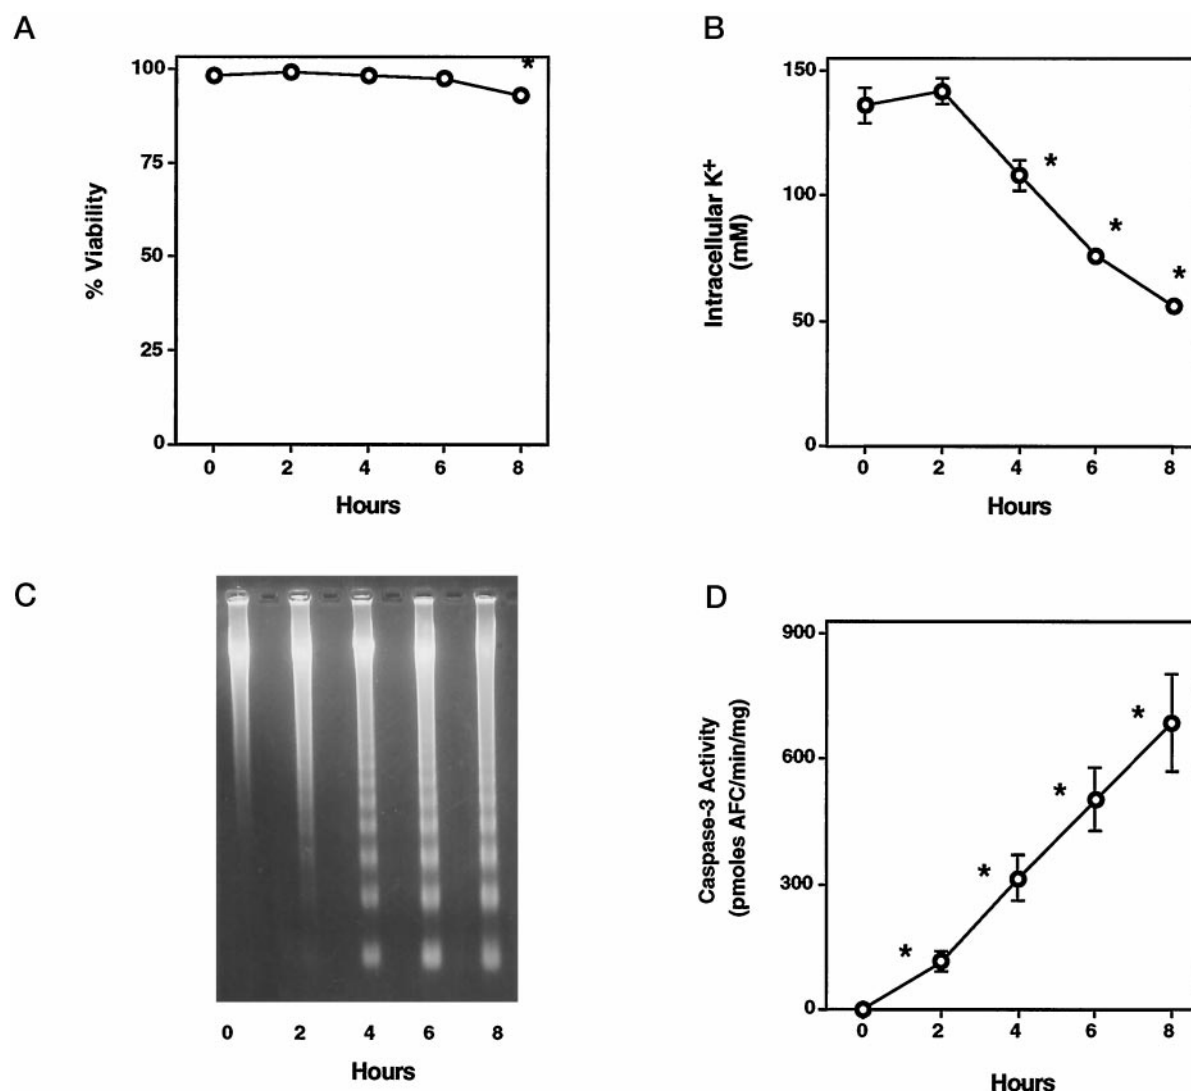 A
100
75
50
25
0
% Viability
*
0 2 4 6 8
Hours
B
150
100
50
0
Intracellular K+
(mM)
*
*
*
0 2 4 6 8
Hours
C
0 2 4 6 8
Hours
D
900
600
300
0
Caspase-3 Activity
(pmoles AFC/min/mg)
*
*
*
*
0 2 4 6 8
Hours